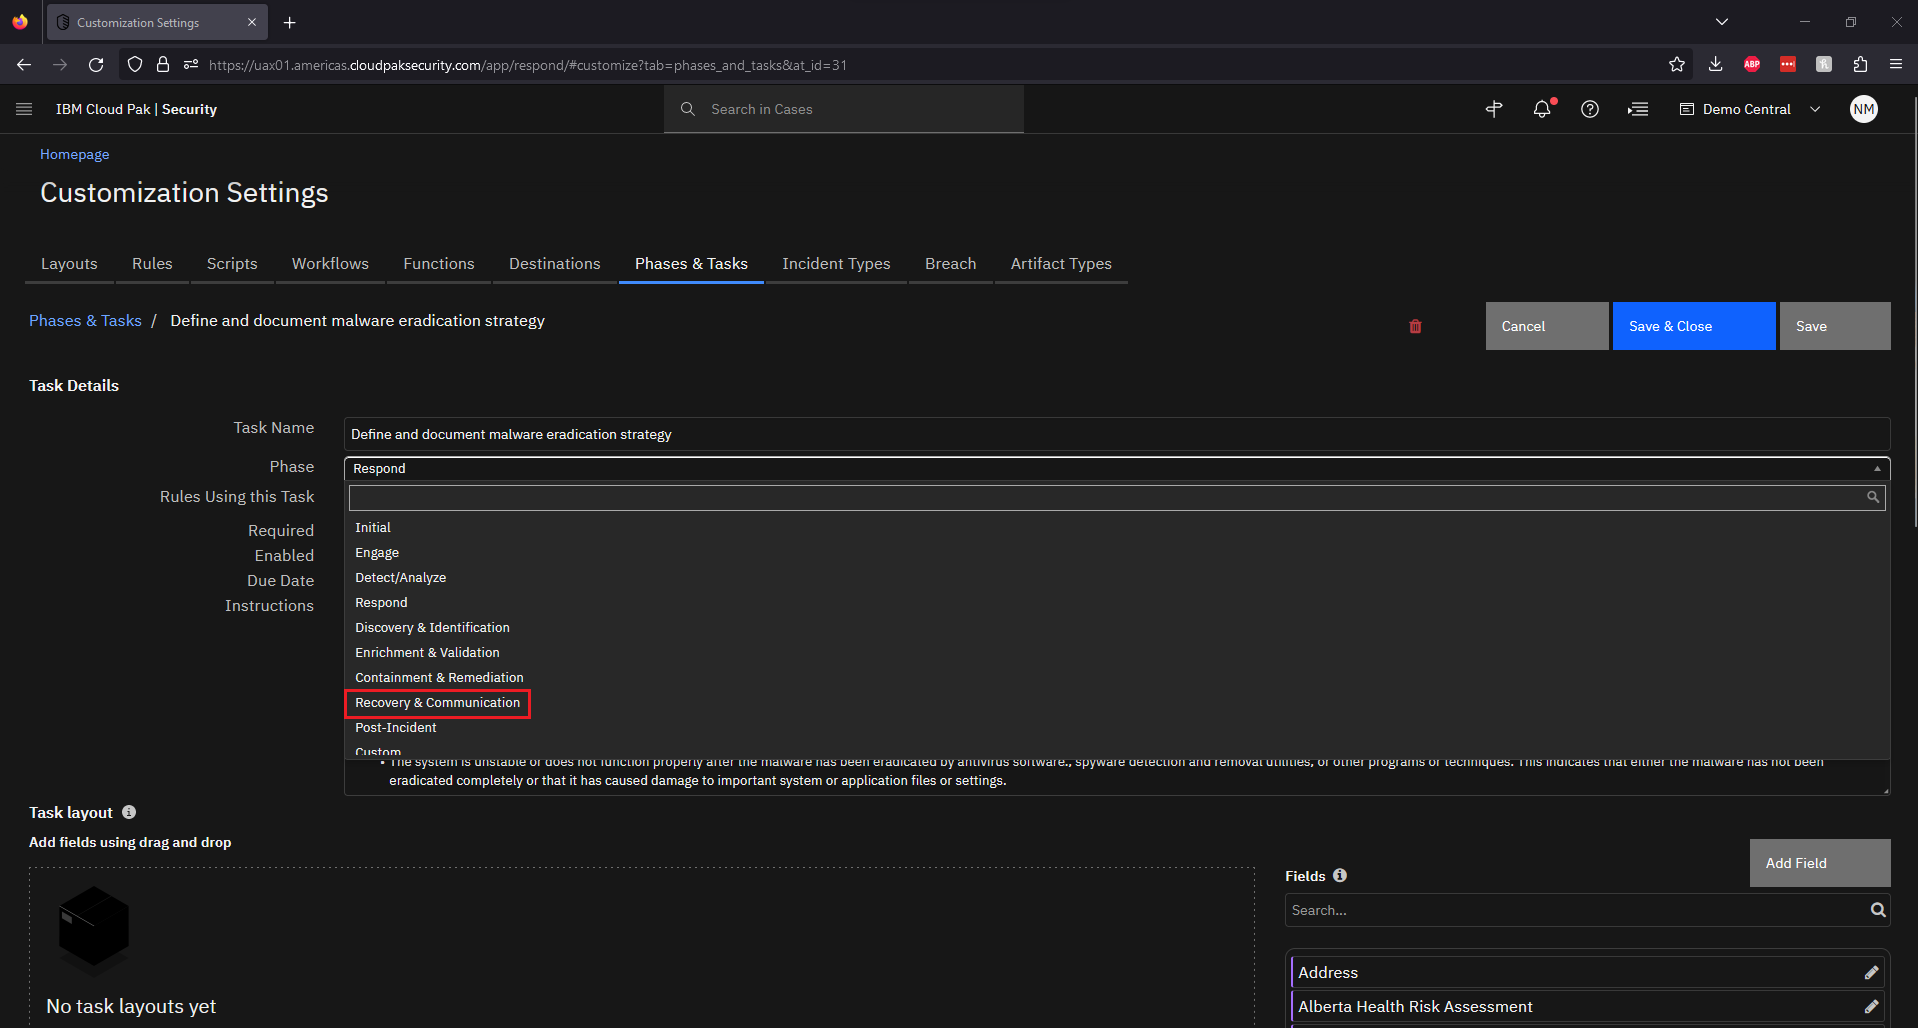 Customization Settings
https://uax01.americas.cloudpaksecurity.com/app/respond/#customize?tab=phases_and_tasks&at_id=31
ABP
IBM Cloud Pak | Security
Search in Cases
Demo Central
NM
Homepage
Customization Settings
Layouts
Rules
Scripts
Workflows
Functions
Destinations
Phases & Tasks
Incident Types
Breach
Artifact Types
Phases & Tasks / Define and document malware eradication strategy
Cancel
Save & Close
Save
Task Details
Task Name
Define and document malware eradication strategy
Phase
Respond
Rules Using this Task
Required
Enabled
Due Date
Instructions
Initial
Engage
Detect/Analyze
Respond
Discovery & Identification
Enrichment & Validation
Containment & Remediation
Recovery & Communication
Post-Incident
Custom
• The system is unstable or does not function properly after the malware has been eradicated by antivirus software., spyware detection and removal utilities, or other programs or techniques. This indicates that either the malware has not been
eradicated completely or that it has caused damage to important system or application files or settings.
Task layout
Add fields using drag and drop
No task layouts yet
Add Field
Fields
Search...
Address
Alberta Health Risk Assessment